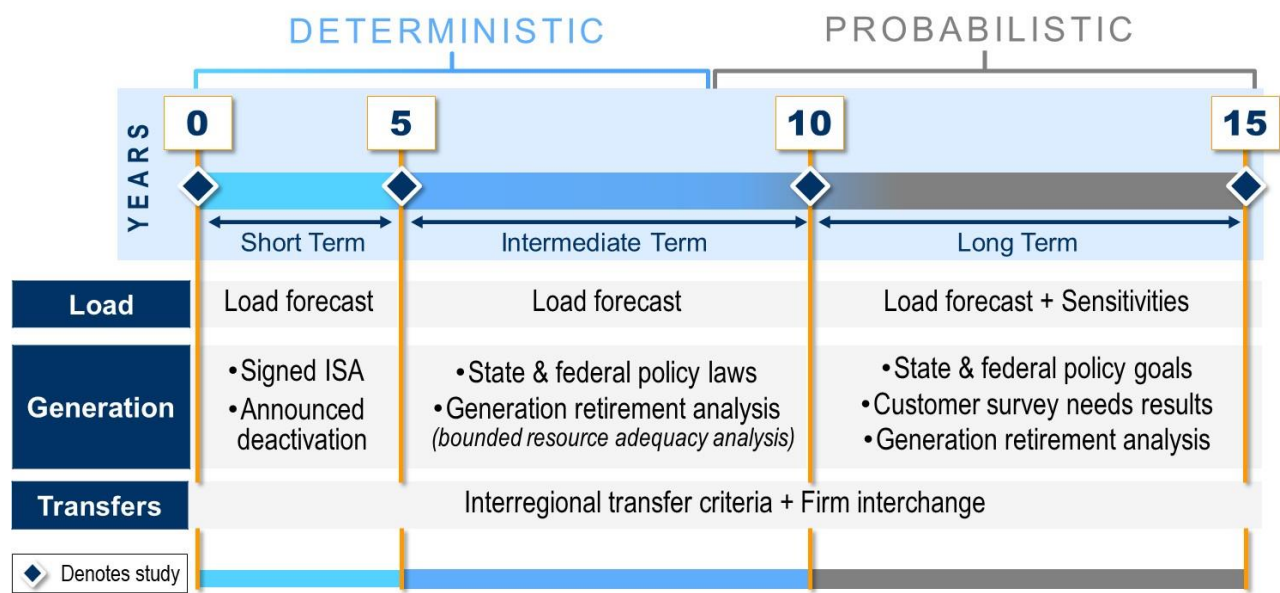 DETERMINISTIC
PROBABILISTIC
YEARS
0
5
10
15
Short Term
Intermediate Term
Long Term
Load
Load forecast
Load forecast
Load forecast + Sensitivities
Generation
•Signed ISA
•Announced
deactivation
•State & federal policy laws
•Generation retirement analysis
(bounded resource adequacy analysis)
•State & federal policy goals
•Customer survey needs results
•Generation retirement analysis
Transfers
Interregional transfer criteria + Firm interchange
Denotes study